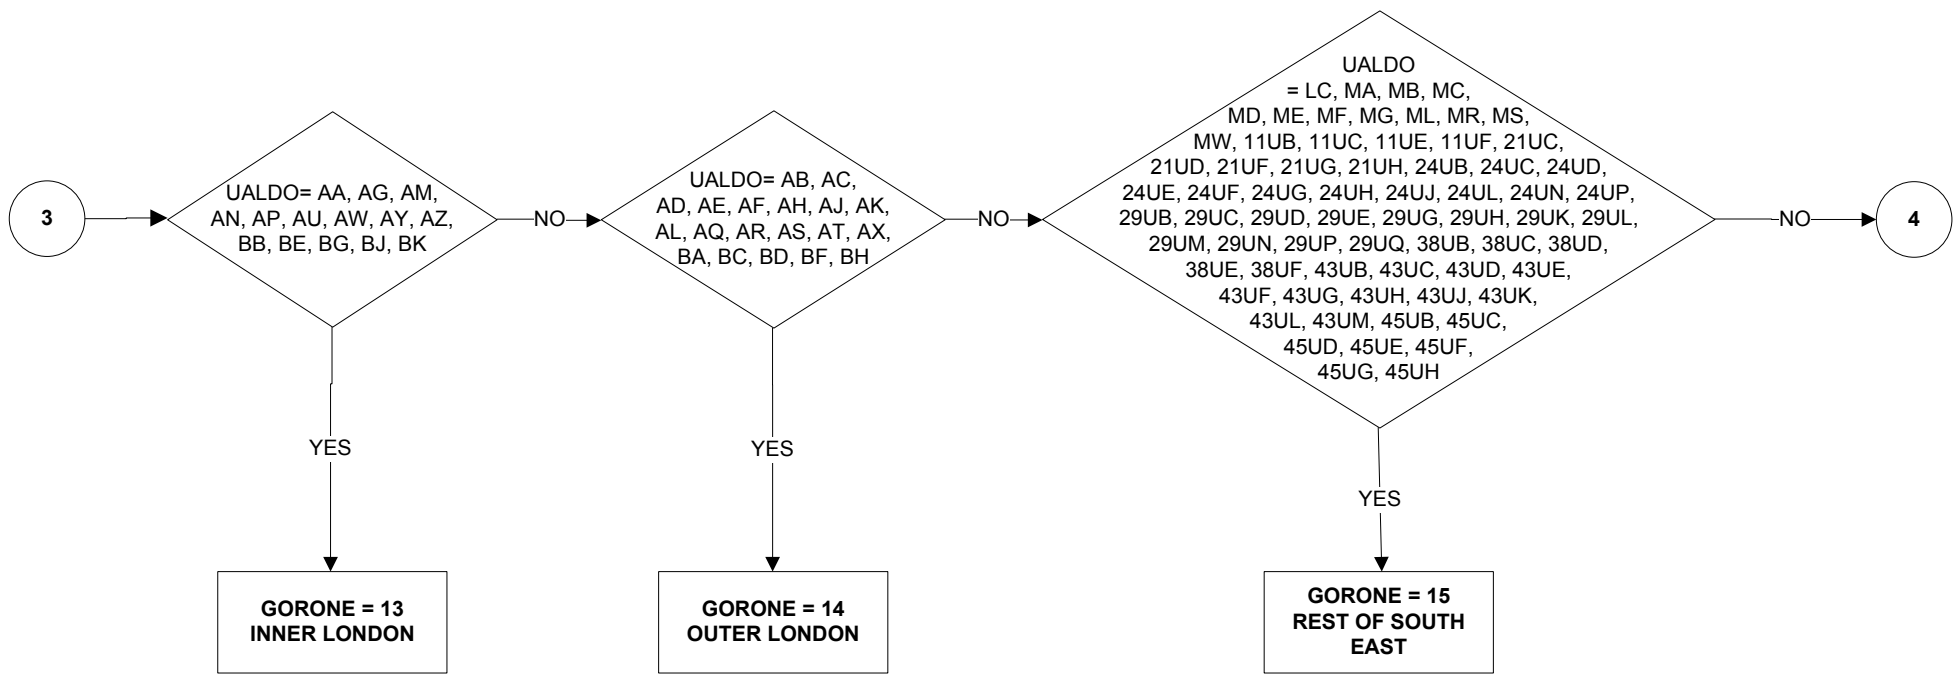 3
UALDO= AA, AG, AM,
AN, AP, AU, AW, AY, AZ,
BB, BE, BG, BJ, BK
NO
YES
GORONE = 13
INNER LONDON
UALDO= AB, AC,
AD, AE, AF, AH, AJ, AK,
AL, AQ, AR, AS, AT, AX,
BA, BC, BD, BF, BH
NO
YES
GORONE = 14
OUTER LONDON
UALDO
= LC, MA, MB, MC,
MD, ME, MF, MG, ML, MR, MS,
MW, 11UB, 11UC, 11UE, 11UF, 21UC,
21UD, 21UF, 21UG, 21UH, 24UB, 24UC, 24UD,
24UE, 24UF, 24UG, 24UH, 24UJ, 24UL, 24UN, 24UP,
29UB, 29UC, 29UD, 29UE, 29UG, 29UH, 29UK, 29UL,
29UM, 29UN, 29UP, 29UQ, 38UB, 38UC, 38UD,
38UE, 38UF, 43UB, 43UC, 43UD, 43UE,
43UF, 43UG, 43UH, 43UJ, 43UK,
43UL, 43UM, 45UB, 45UC,
45UD, 45UE, 45UF,
45UG, 45UH
NO
YES
GORONE = 15
REST OF SOUTH
EAST
4